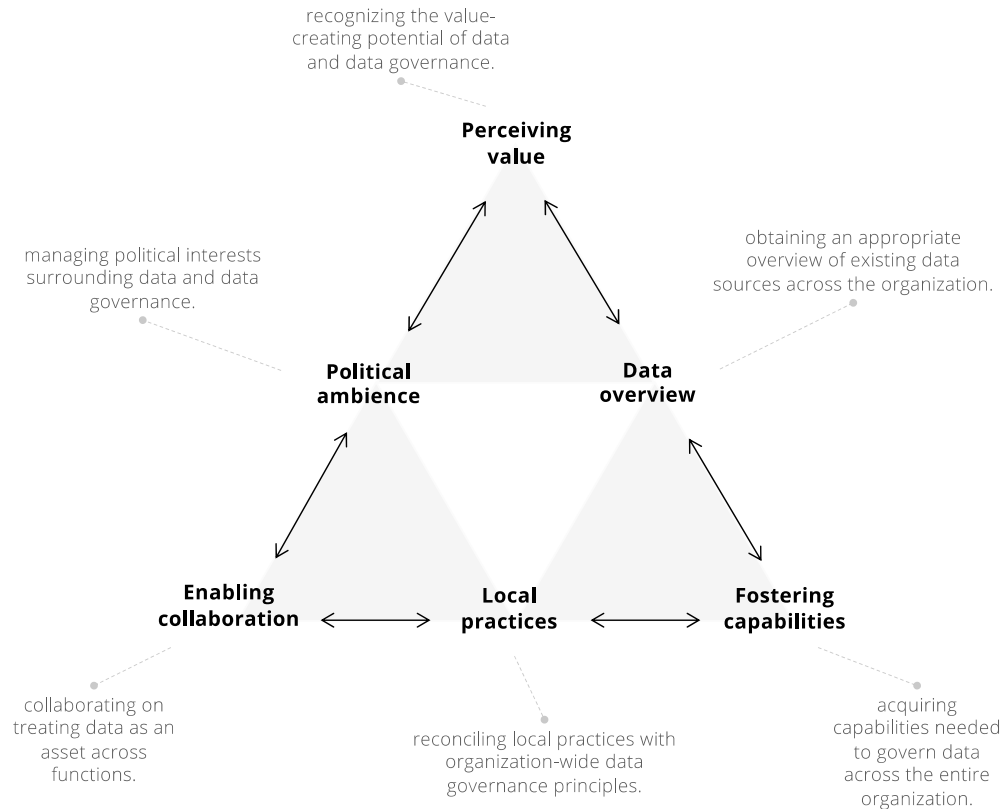 recognizing the value-
creating potential of data
and data governance.
Perceiving
value
managing political interests
surrounding data and data
governance.
obtaining an appropriate
overview of existing data
sources across the organization.
Political
ambience
Data
overview
Enabling
collaboration
Local
practices
Fostering
capabilities
collaborating on
treating data as an
asset across
functions.
reconciling local practices with
organization-wide data
governance principles.
acquiring
capabilities needed
to govern data
across the entire
organization.